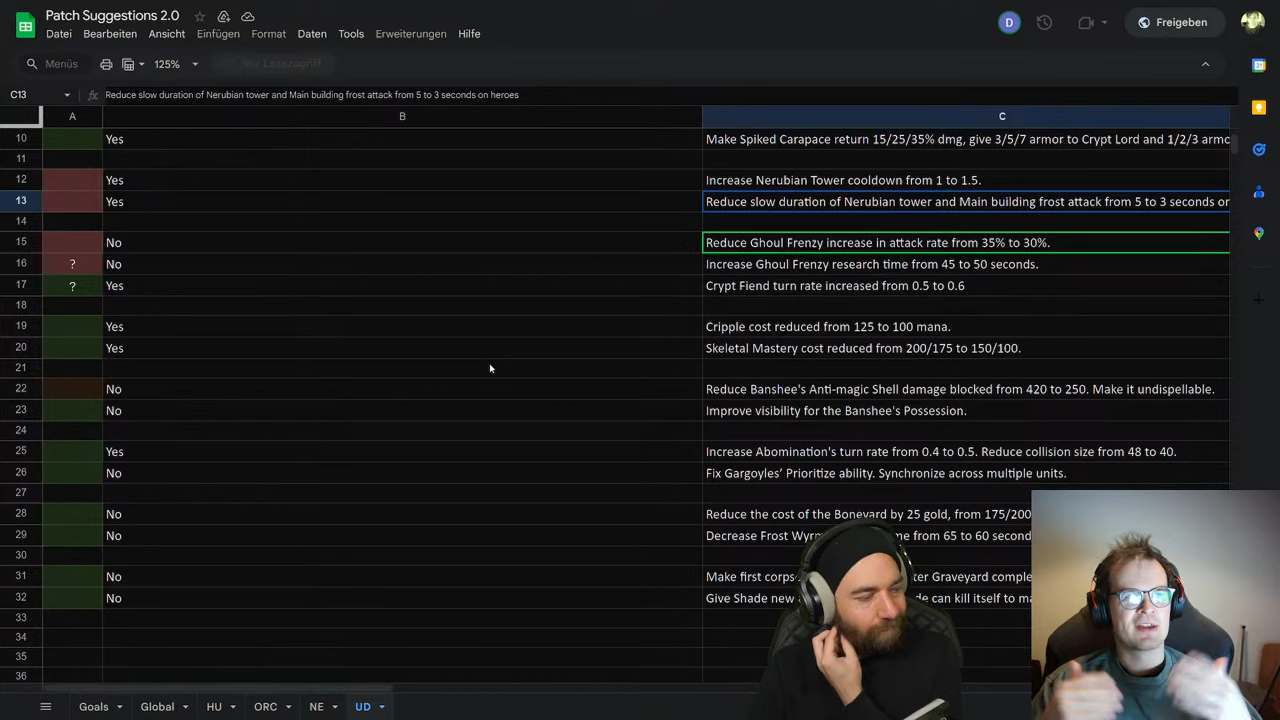 Patch Suggestions 2.0
D
Freigeben
Datei Bearbeiten Ansicht Einfügen Format Daten Tools Erweiterungen Hilfe
Menüs 125% Nur Lesezugriff
C13 fx Reduce slow duration of Nerubian tower and Main building frost attack from 5 to 3 seconds on heroes
A B C
10 Yes Make Spiked Carapace return 15/25/35% dmg, give 3/5/7 armor to Crypt Lord and 1/2/3 armo
11
12 Yes Increase Nerubian Tower cooldown from 1 to 1.5.
13 Yes Reduce slow duration of Nerubian tower and Main building frost attack from 5 to 3 seconds or
14
15 No Reduce Ghoul Frenzy increase in attack rate from 35% to 30%.
16 ? No Increase Ghoul Frenzy research time from 45 to 50 seconds.
17 ? Yes Crypt Fiend turn rate increased from 0.5 to 0.6
18
19 Yes Cripple cost reduced from 125 to 100 mana.
20 Yes Skeletal Mastery cost reduced from 200/175 to 150/100.
21
22 No Reduce Banshee's Anti-magic Shell damage blocked from 420 to 250. Make it undispellable.
23 No Improve visibility for the Banshee's Possession.
24
25 Yes Increase Abomination's turn rate from 0.4 to 0.5. Reduce collision size from 48 to 40.
26 No Fix Gargoyles' Prioritize ability. Synchronize across multiple units.
27
28 No Reduce the cost of the Boneyard by 25 gold, from 175/200
29 No Decrease Frost Wyrm me from 65 to 60 second
30
31 No Make first corps ter Graveyard comple
32 No Give Shade new de can kill itself to ma
33
34
35
36
Goals Global HU ORC NE UD